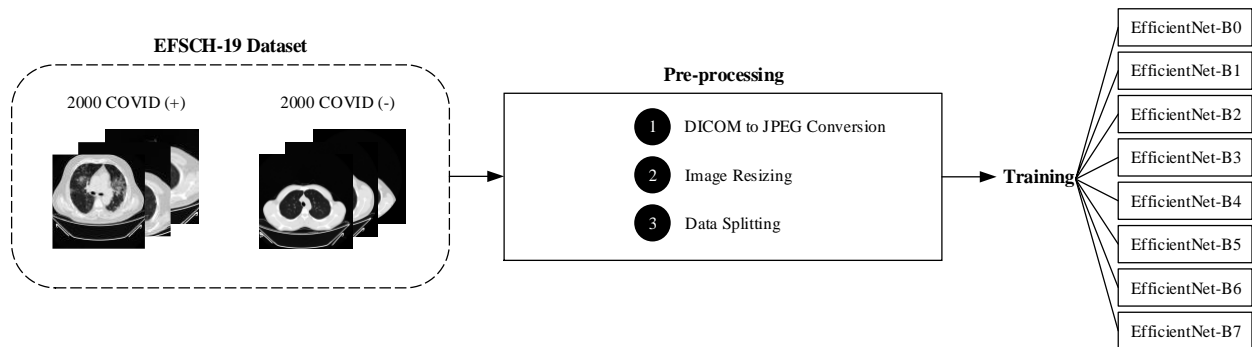 EFSCH-19 Dataset
2000 COVID (+)
2000 COVID (-)
Pre-processing
1 DICOM to JPEG Conversion
2 Image Resizing
3 Data Splitting
Training
EfficientNet-B0
EfficientNet-B1
EfficientNet-B2
EfficientNet-B3
EfficientNet-B4
EfficientNet-B5
EfficientNet-B6
EfficientNet-B7